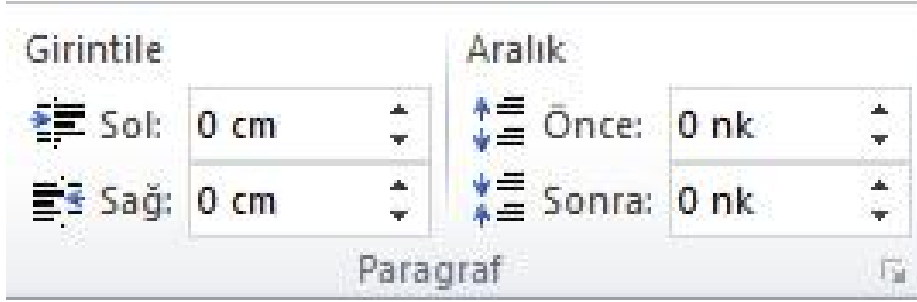 Girintile Aralık
Sol: 0 cm Önce: 0 nk
Sağ: 0 cm Sonra: 0 nk
Paragraf